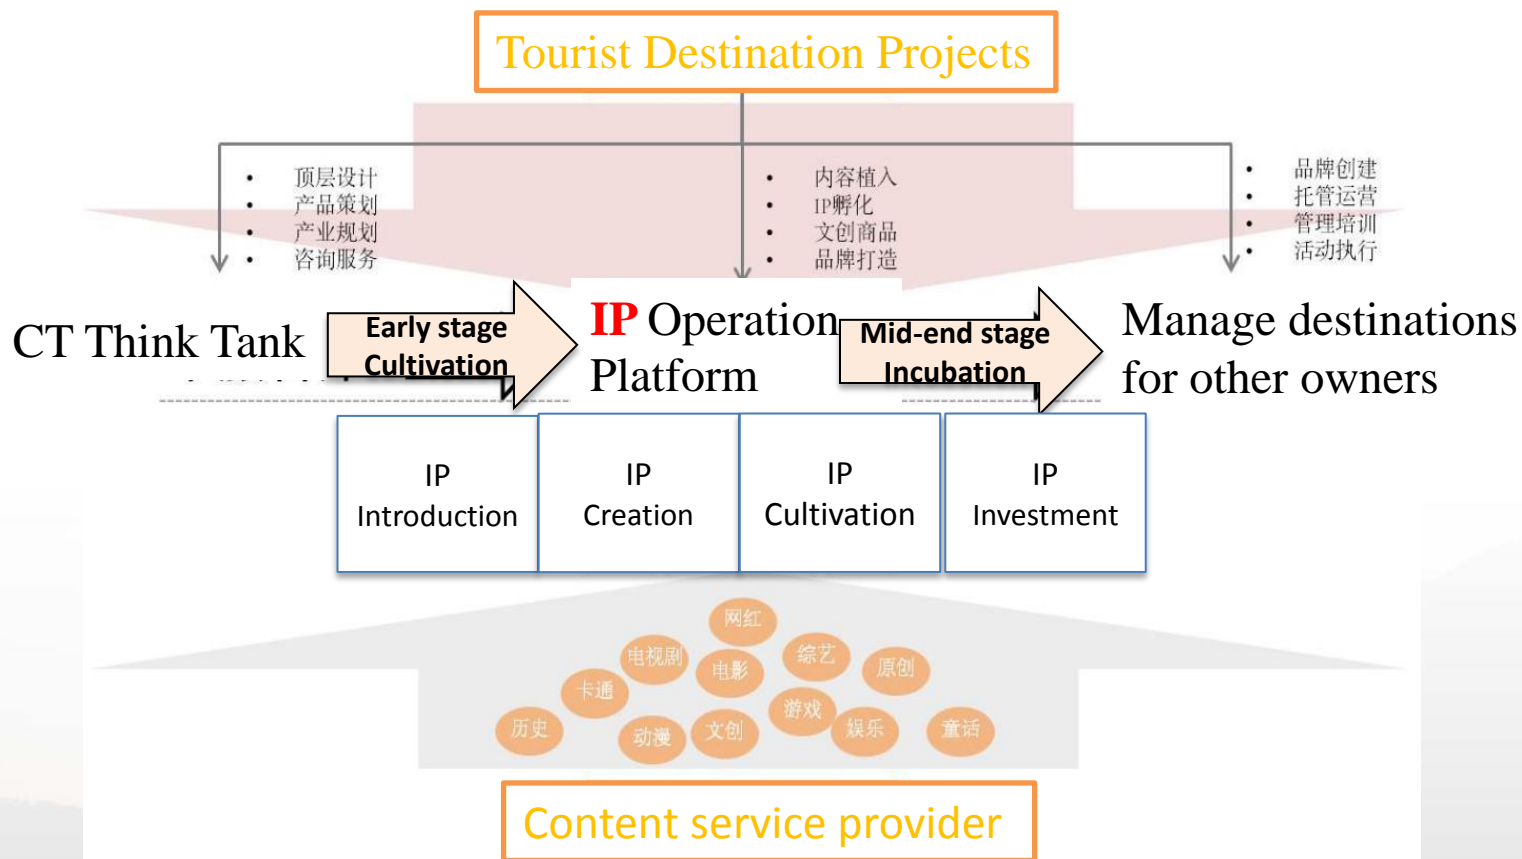 Tourist Destination Projects
• 顶层设计
• 产品策划
• 产业规划
• 咨询服务
• 内容植入
• IP孵化
• 文创商品
• 品牌打造
• 品牌创建
• 托管运营
• 管理培训
• 活动执行
CT Think Tank
Early stage
Cultivation
IP Operation
Platform
Mid-end stage
Incubation
Manage destinations
for other owners
IP
Introduction
IP
Creation
IP
Cultivation
IP
Investment
网红
电视剧
电影
综艺
原创
卡通
历史
动漫
文创
游戏
娱乐
童话
Content service provider